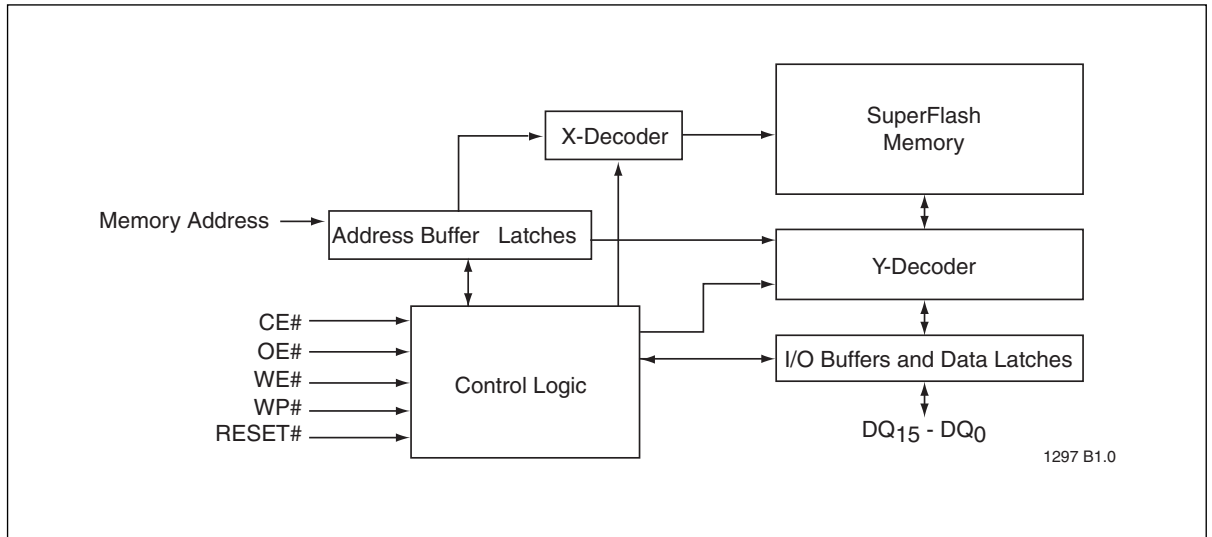 SuperFlash
Memory
X-Decoder
Memory Address
Address Buffer Latches
Y-Decoder
CE#
OE#
WE#
WP#
RESET#
Control Logic
I/O Buffers and Data Latches
DQ15 - DQ0
1297 B1.0